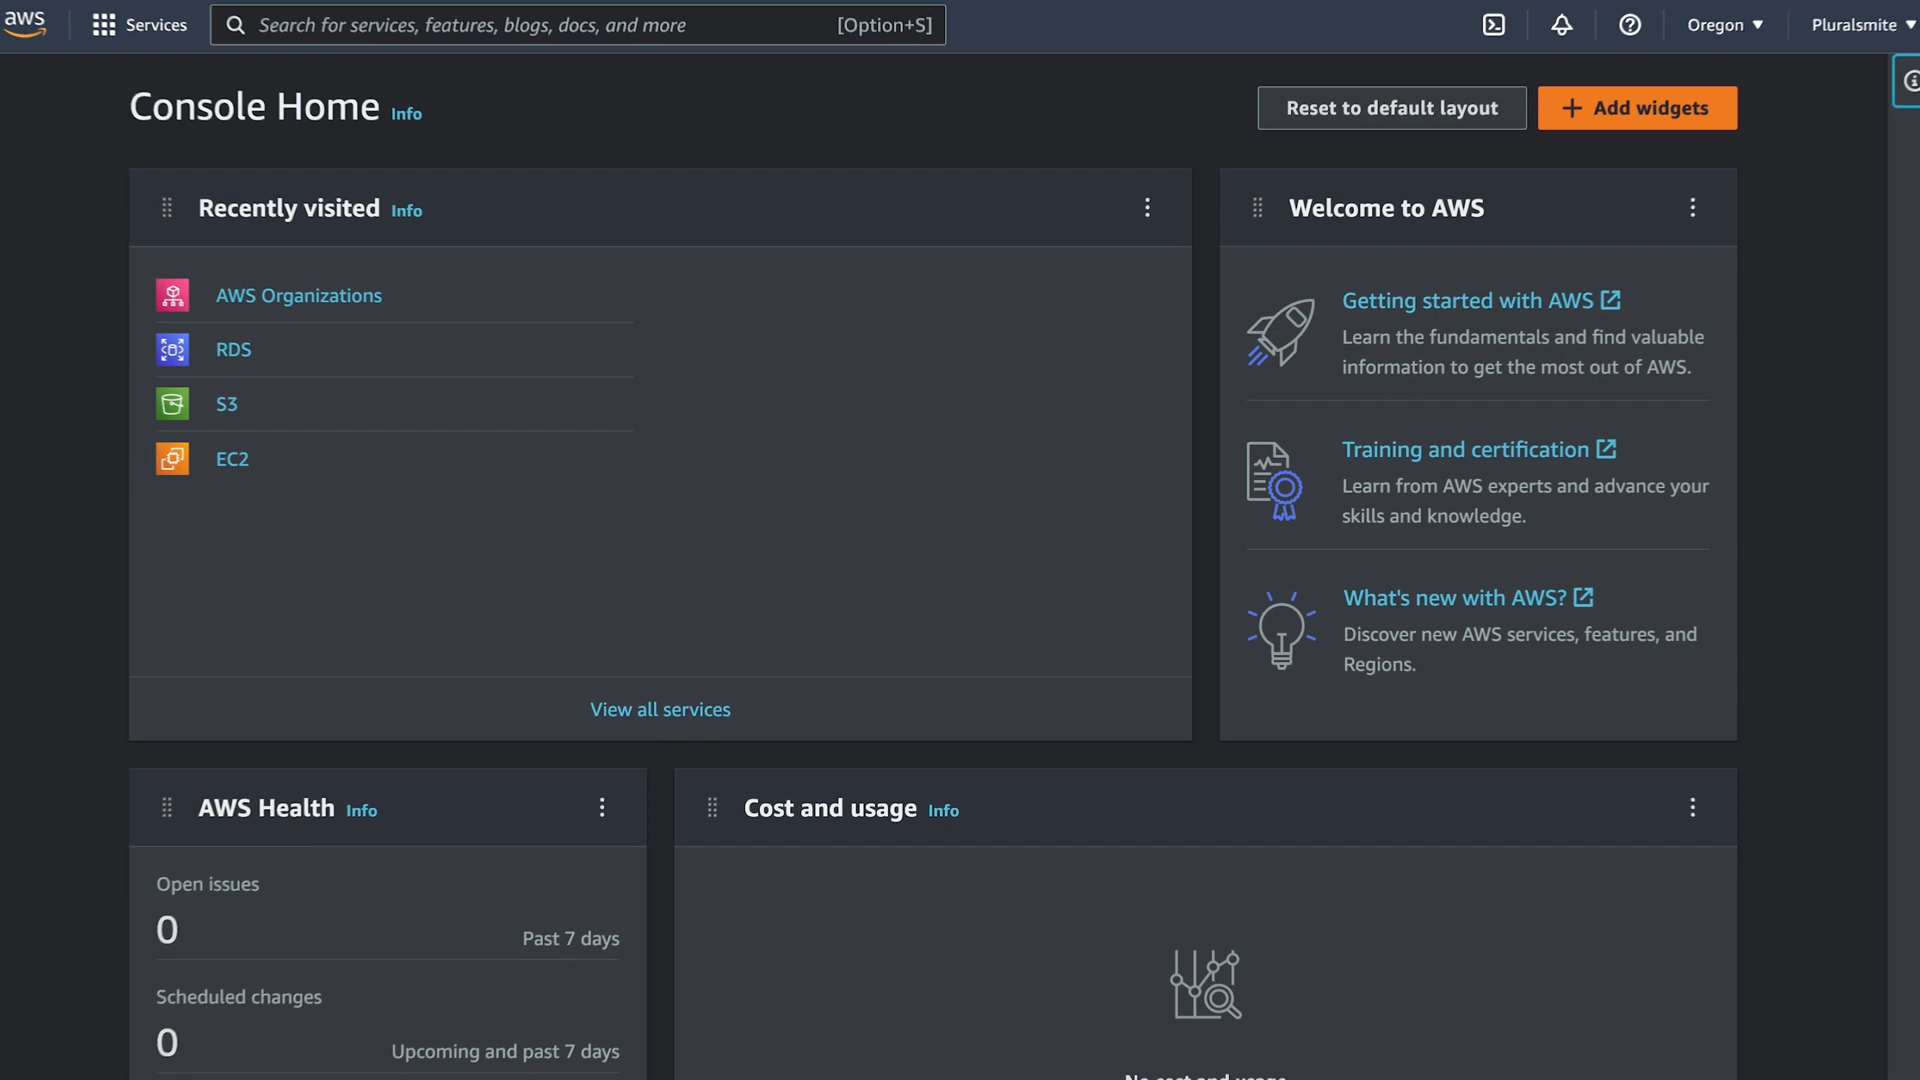 aws
Services
Search for services, features, blogs, docs, and more
[Option+S]
Oregon
Pluralsmite
Console Home Info
Reset to default layout
Add widgets
Recently visited Info
AWS Organizations
RDS
S3
EC2
View all services
Welcome to AWS
Getting started with AWS
Learn the fundamentals and find valuable
information to get the most out of AWS.
Training and certification
Learn from AWS experts and advance your
skills and knowledge.
What's new with AWS?
Discover new AWS services, features, and
Regions.
AWS Health Info
Open issues
0
Past 7 days
Scheduled changes
0
Upcoming and past 7 days
Cost and usage Info
No cost and usage